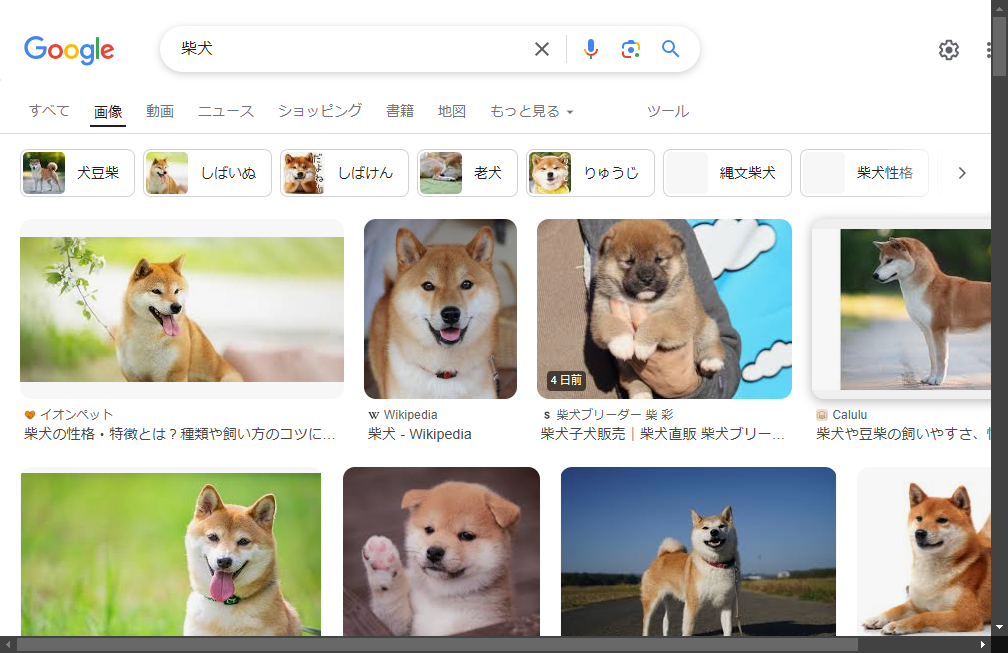 Google
柴犬
すべて 画像 動画 ニュース ショッピング 書籍 地図 もっと見る ツール
犬豆柴 しばいぬ しばけん 老犬 りゅうじ 縄文柴犬 柴犬性格
4 日前
イオンペット
柴犬の性格・特徴とは？種類や飼い方のコツに...
W Wikipedia
柴犬 - Wikipedia
s 柴犬ブリーダー 柴 彩
柴犬子犬販売｜柴犬直販 柴犬ブリー...
Calulu
柴犬や豆柴の飼いやすさ、